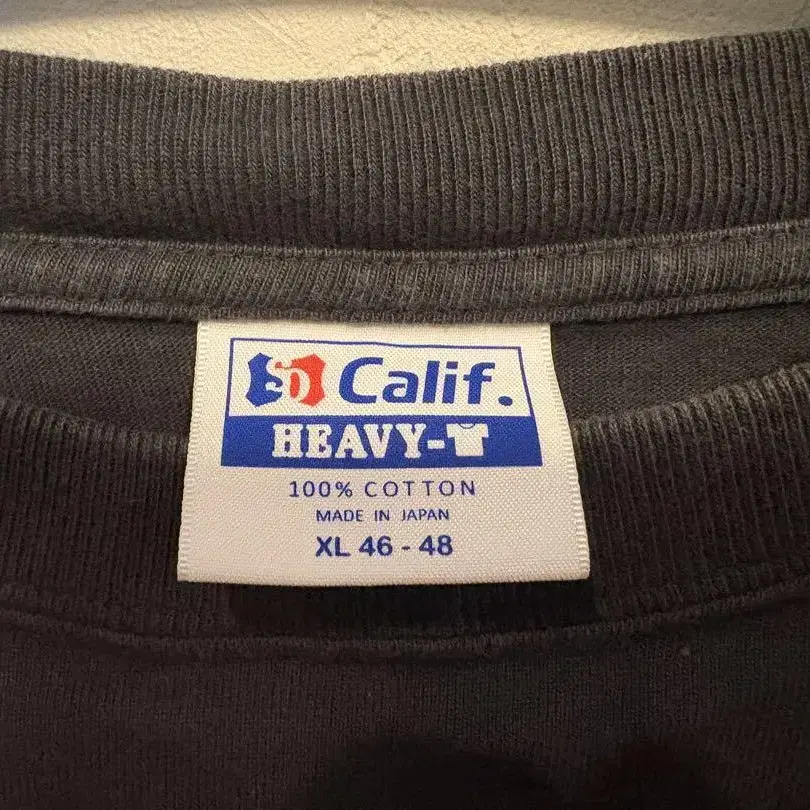 SD Calif.
HEAVY-T
100% COTTON
MADE IN JAPAN
XL 46 - 48